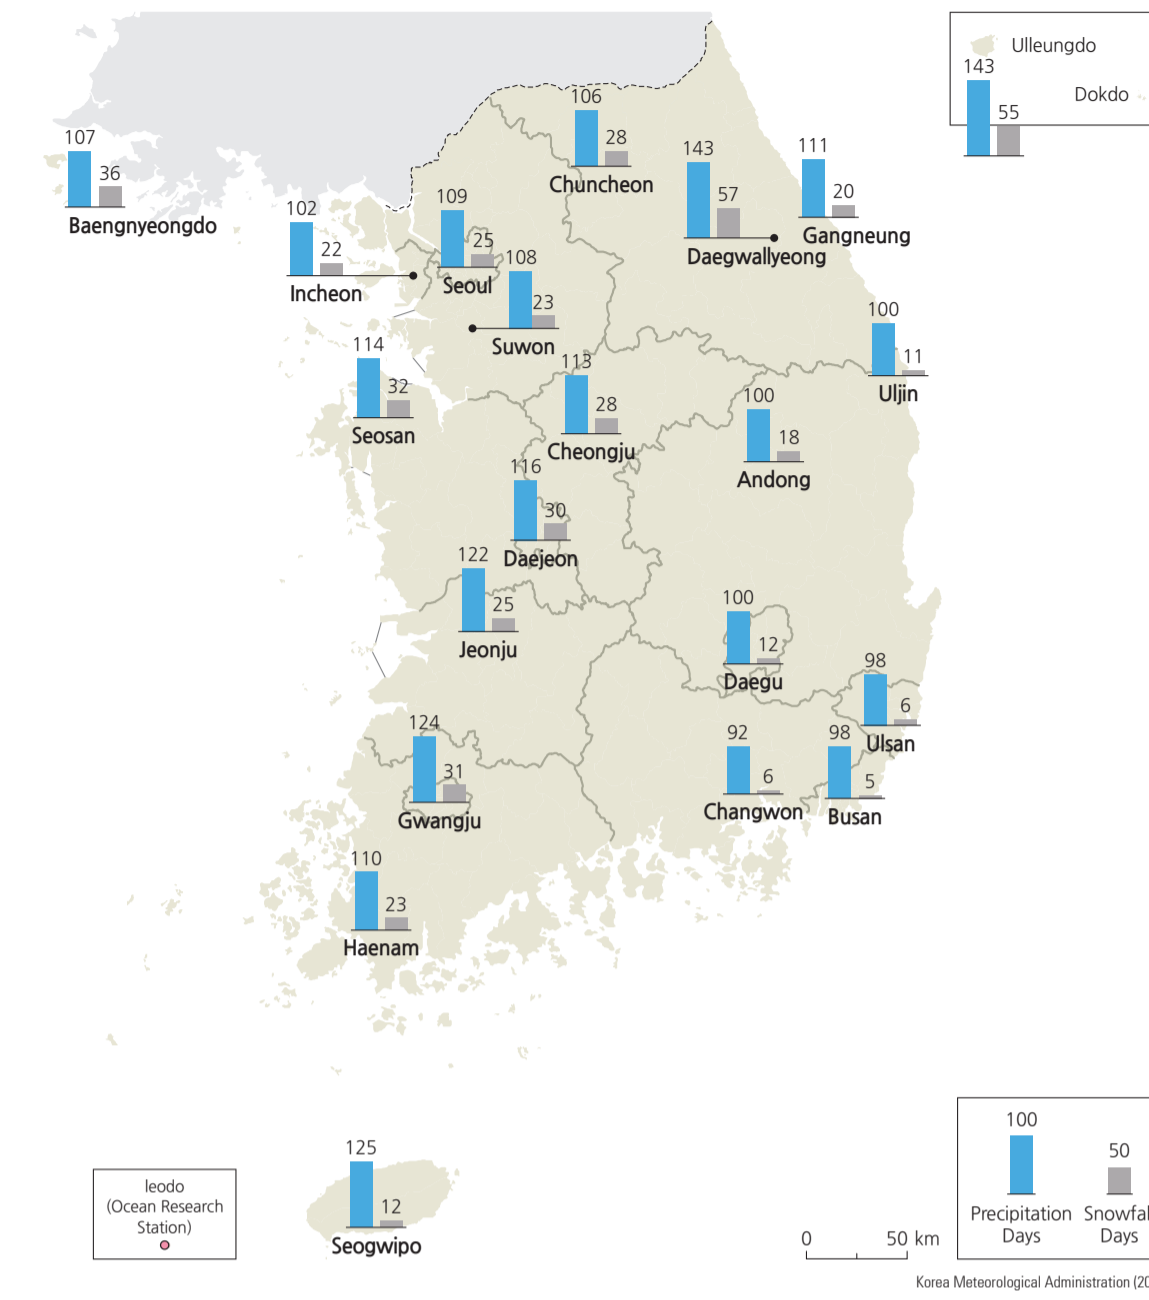 Ulleungdo
143
55
Dokdo
106
28
Chuncheon
107
36
Baengnyeongdo
143
57
Daegwallyeong
111
20
Gangneung
109
25
Seoul
102
22
Incheon
108
23
Suwon
100
11
Uljin
114
32
Seosan
113
28
Cheongju
100
18
Andong
116
30
Daejeon
122
25
Jeonju
100
12
Daegu
98
6
Ulsan
124
31
Gwangju
92
6
Changwon
98
5
Busan
110
23
Haenam
125
12
Seogwipo
Ieodo
(Ocean Research
Station)
0 50 km
100
Precipitation
Days
50
Snowfal
Days
Korea Meteorological Administration (20